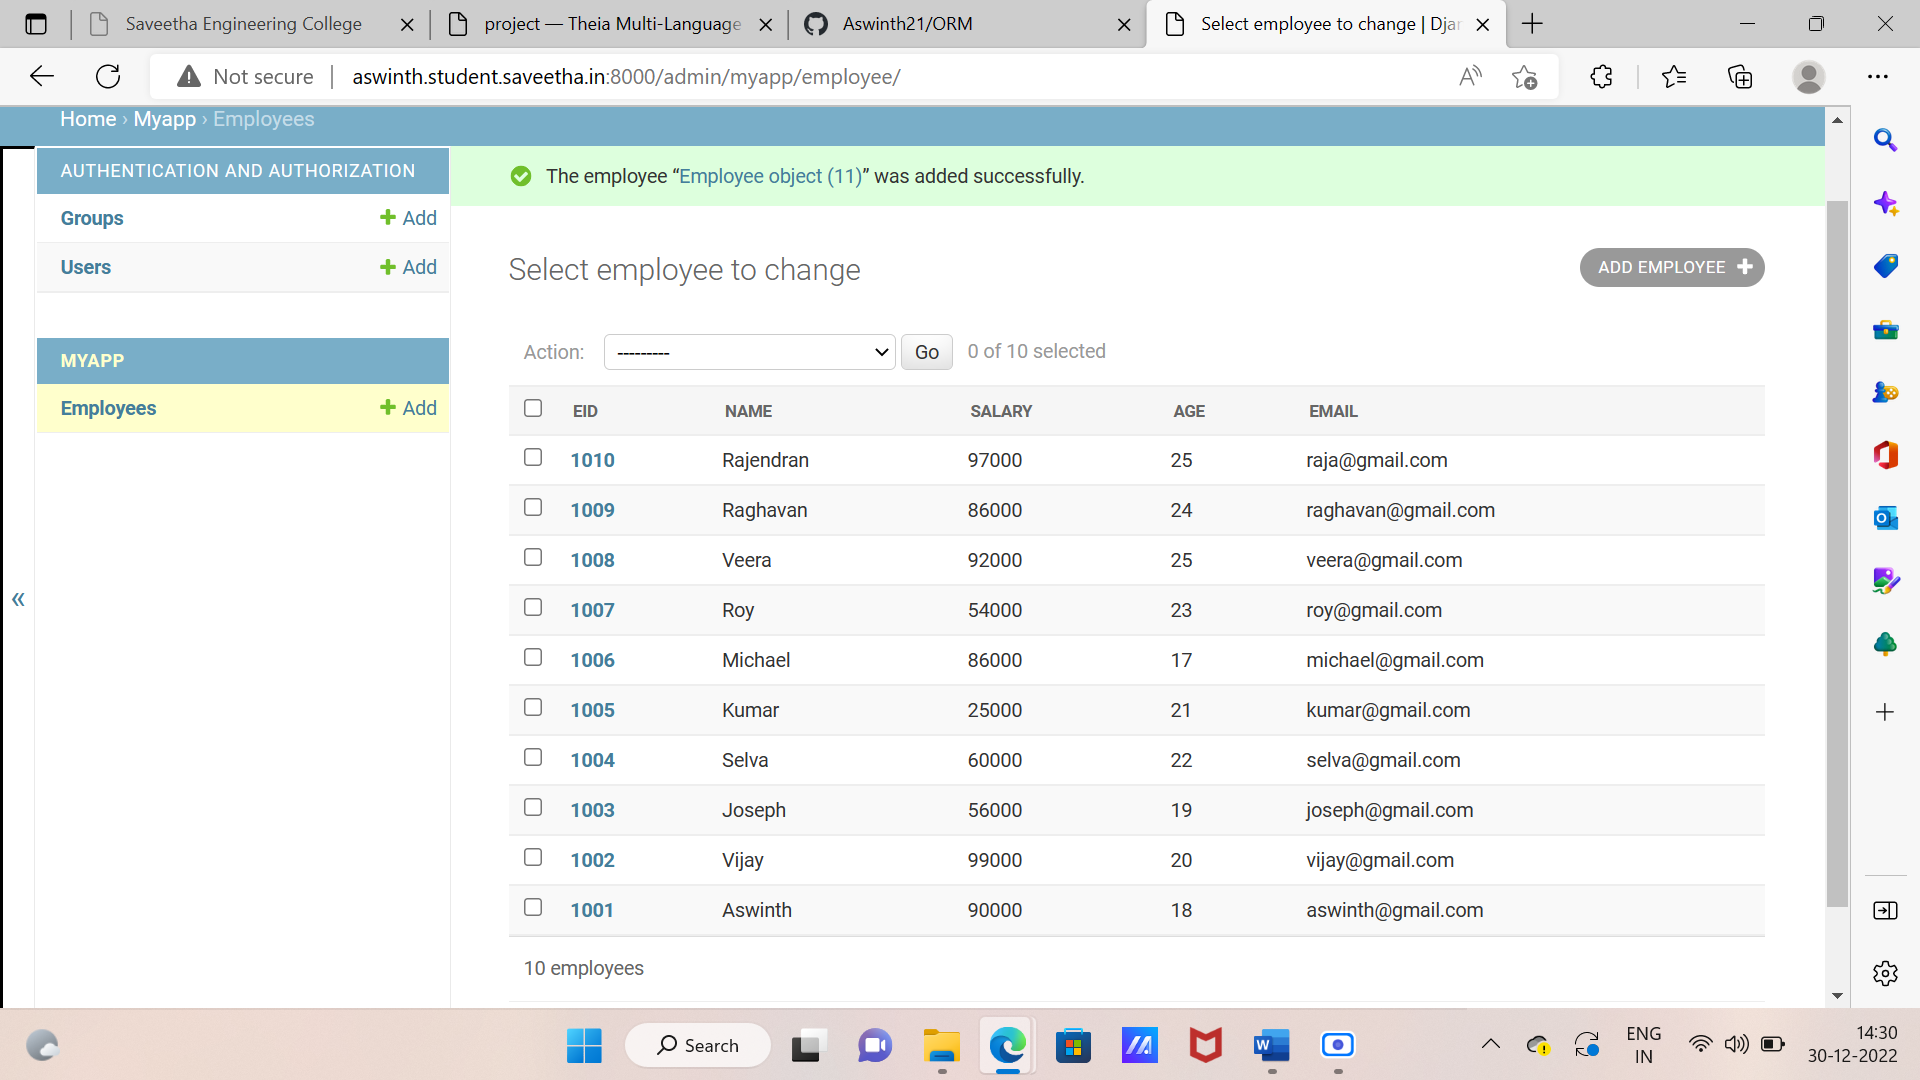 Saveetha Engineering College
project — Theia Multi-Language
Aswinth21/ORM
Select employee to change | Djan
Not secure
aswinth.student.saveetha.in:8000/admin/myapp/employee/
Home › Myapp › Employees
AUTHENTICATION AND AUTHORIZATION
Groups
Add
Users
Add
MYAPP
Employees
Add
The employee “Employee object (11)” was added successfully.
Select employee to change
ADD EMPLOYEE
Action: --------- Go 0 of 10 selected
EID NAME SALARY AGE EMAIL
1010 Rajendran 97000 25 raja@gmail.com
1009 Raghavan 86000 24 raghavan@gmail.com
1008 Veera 92000 25 veera@gmail.com
1007 Roy 54000 23 roy@gmail.com
1006 Michael 86000 17 michael@gmail.com
1005 Kumar 25000 21 kumar@gmail.com
1004 Selva 60000 22 selva@gmail.com
1003 Joseph 56000 19 joseph@gmail.com
1002 Vijay 99000 20 vijay@gmail.com
1001 Aswinth 90000 18 aswinth@gmail.com
10 employees
Search
ENG
IN
14:30
30-12-2022